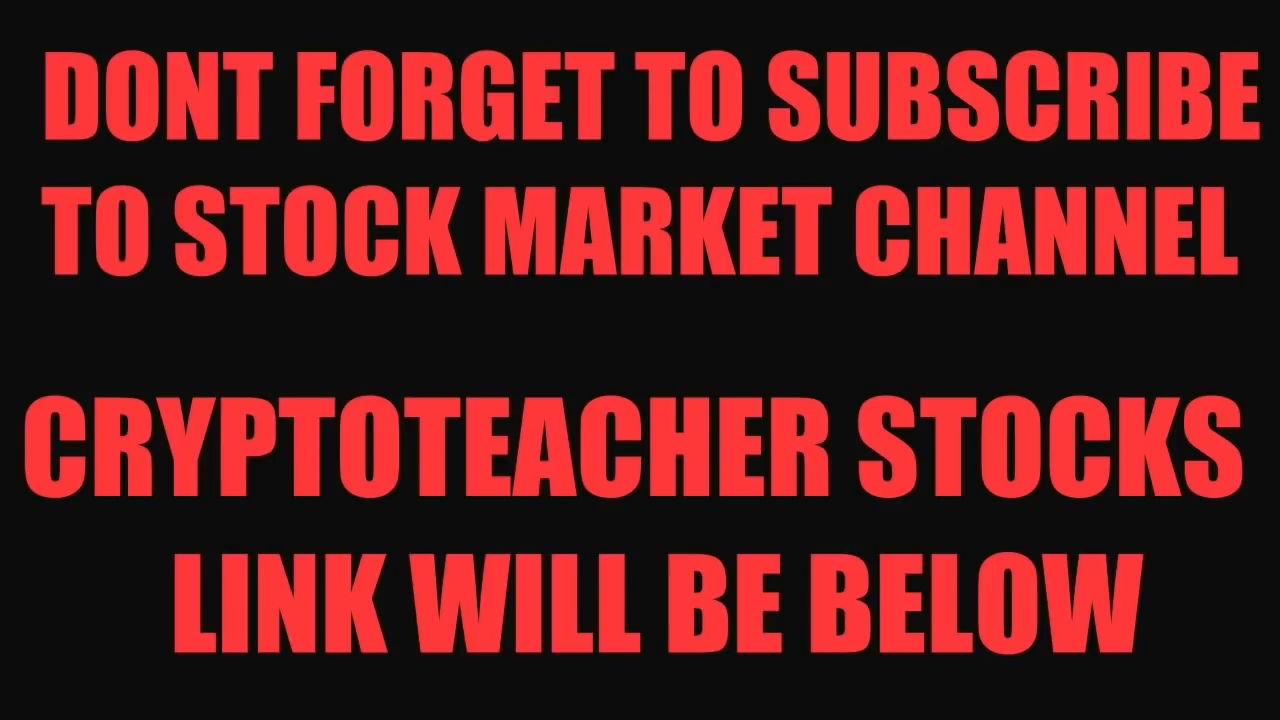 DONT FORGET TO SUBSCRIBE
TO STOCK MARKET CHANNEL
CRYPTOTEACHER STOCKS
LINK WILL BE BELOW